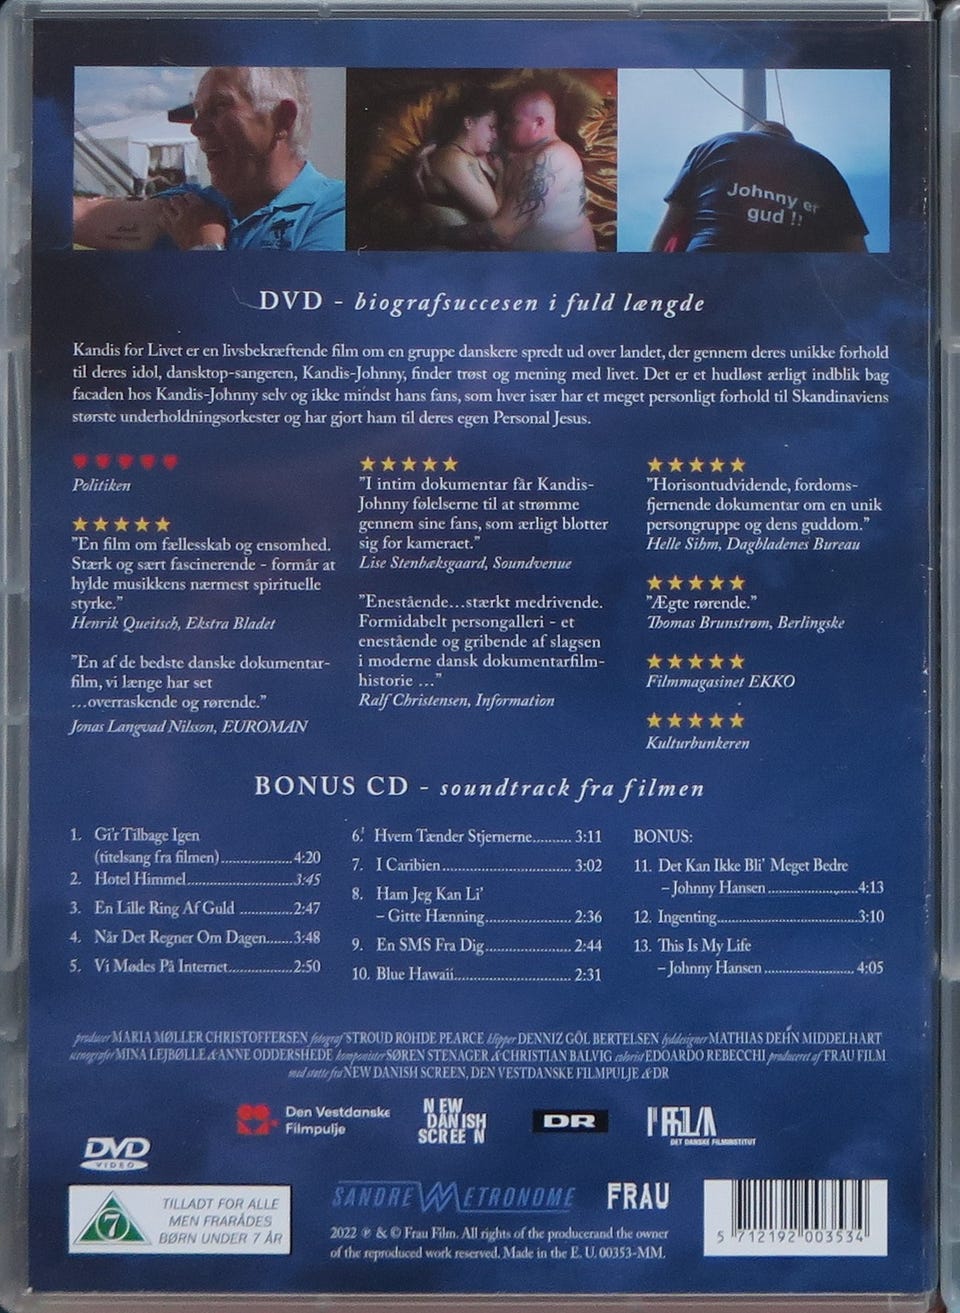 Johnny er
gud !!
DVD - biografsuccesen i fuld længde
Kandis for Livet er en livsbekræftende film om en gruppe danskere spredt ud over landet, der gennem deres unikke forhold
til deres idol, dansktop-sangeren, Kandis-Johnny, finder trøst og mening med livet. Det er et hudløst ærligt indblik bag
facaden hos Kandis-Johnny selv og ikke mindst hans fans, som hver især har et meget personligt forhold til Skandinaviens
største underholdningsorkester og har gjort ham til deres egen Personal Jesus.
Politiken
"En film om fællesskab og ensomhed.
Stærk og sært fascinerende - formår at
hylde musikkens nærmest spirituelle
styrke."
Henrik Queitsch, Ekstra Bladet
"En af de bedste danske dokumentar-
film, vi længe har set
...overraskende og rørende."
Jonas Langvad Nilsson, EUROMAN
"I intim dokumentar får Kandis-
Johnny følelserne til at strømme
gennem sine fans, som ærligt blotter
sig for kameraet."
Lise Stenbæksgaard, Soundvenue
"Enestående...stærkt medrivende.
Formidabelt persongalleri - et
enestående og gribende af slagsen
i moderne dansk dokumentarfilm-
historie ..."
Ralf Christensen, Information
"Horisontudvidende, fordoms-
fjernende dokumentar om en unik
persongruppe og dens guddom."
Helle Sihm, Dagbladenes Bureau
"Ægte rørende."
Thomas Brunstrøm, Berlingske
Filmmagasinet EKKO
Kulturbunkeren
BONUS CD - soundtrack fra filmen
1. Gi'r Tilbage Igen
(titelsang fra filmen)..................4:20
2. Hotel Himmel..................3:45
3. En Lille Ring Af Guld .............2:47
4. Når Det Regner Om Dagen.......3:48
5. Vi Mødes På Internet................2:50
6. Hvem Tænder Stjernerne.......... 3:11
7. I Caribien................................. 3:02
8. Ham Jeg Kan Li'
– Gitte Hænning...................... 2:36
9. En SMS Fra Dig...................... 2:44
10. Blue Hawaii.............................. 2:31
BONUS:
11. Det Kan Ikke Bli' Meget Bedre
– Johnny Hansen .......................4:13
12. Ingenting...................................3:10
13. This Is My Life
– Johnny Hansen ....................... 4:05
producer MARIA MØLLER CHRISTOFFERSEN fotograf STROUD ROHDE PEARCE klipper DENNIZ GÖL BERTELSEN lyddesigner MATHIAS DEHN MIDDELHART
scenografer MINA LEJBØLLE & ANNE ODDERSHEDE komponister SØREN STENAGER & CHRISTIAN BALVIG colorist EDOARDO REBECCHI produceret af FRAU FILM
med støtte fra NEW DANISH SCREEN, DEN VESTDANSKE FILMPULJE & DR
Den Vestdanske
Filmpulje
NEW
DANISH
SCREEN
DR
DET DANSKE FILMINSTITUT
DVD
VIDEO
7
TILLADT FOR ALLE
MEN FRARÅDES
BØRN UNDER 7 ÅR
SANDREW METRONOME
FRAU
2022 ℗ & © Frau Film. All rights of the producerand the owner
of the reproduced work reserved. Made in the E. U. 00353-MM.
5 712192 003534